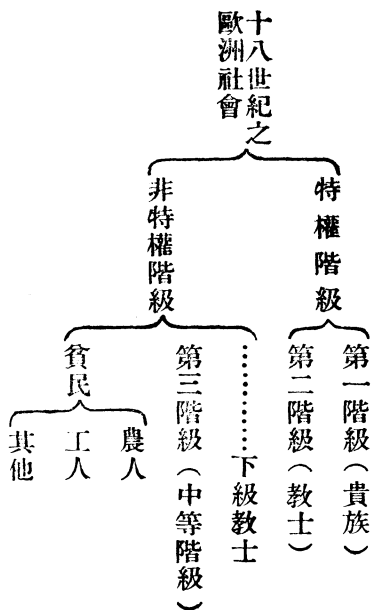 十八世紀之
歐洲社會
特權階級
第一階級(貴族)
第二階級(教士)
非特權階級
…………下級教士
第三階級(中等階級)
貧民
農人
工人
其他